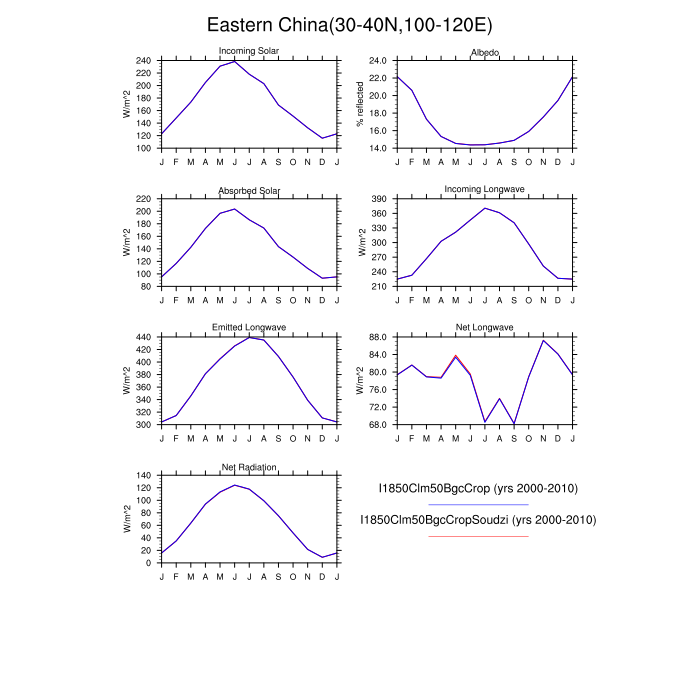 Eastern China(30-40N,100-120E)
Incoming Solar
W/m^2
240
220
200
180
160
140
120
100
J F M A M J J A S O N D J
Albedo
% reflected
24.0
22.0
20.0
18.0
16.0
14.0
J F M A M J J A S O N D J
Absorbed Solar
W/m^2
220
200
180
160
140
120
100
80
J F M A M J J A S O N D J
Incoming Longwave
W/m^2
390
360
330
300
270
240
210
J F M A M J J A S O N D J
Emitted Longwave
W/m^2
440
420
400
380
360
340
320
300
J F M A M J J A S O N D J
Net Longwave
W/m^2
88.0
84.0
80.0
76.0
72.0
68.0
J F M A M J J A S O N D J
Net Radiation
W/m^2
140
120
100
80
60
40
20
0
J F M A M J J A S O N D J
I1850Clm50BgcCrop (yrs 2000-2010)
I1850Clm50BgcCropSoudzi (yrs 2000-2010)